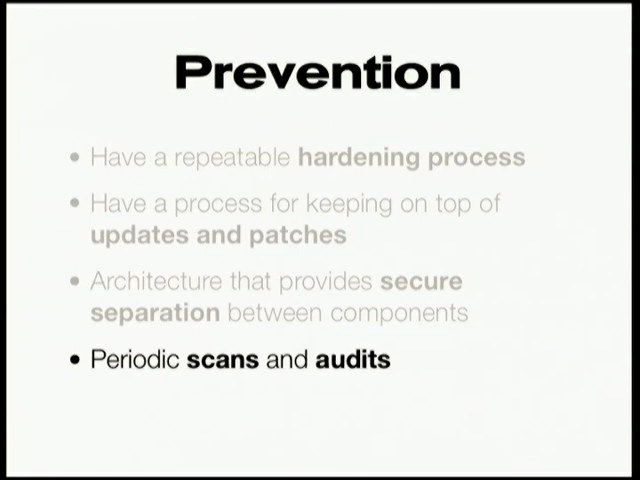 Prevention
• Have a repeatable hardening process
• Have a process for keeping on top of
updates and patches
• Architecture that provides secure
separation between components
• Periodic scans and audits